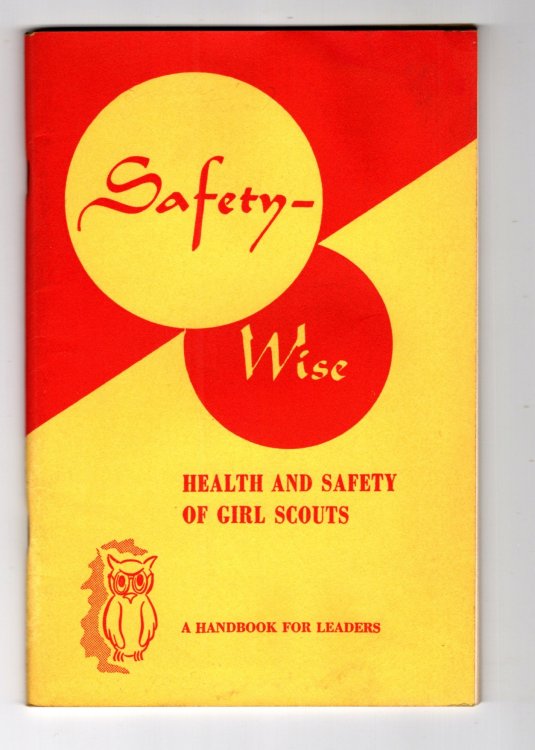 Safety-
Wise
HEALTH AND SAFETY
OF GIRL SCOUTS
A HANDBOOK FOR LEADERS